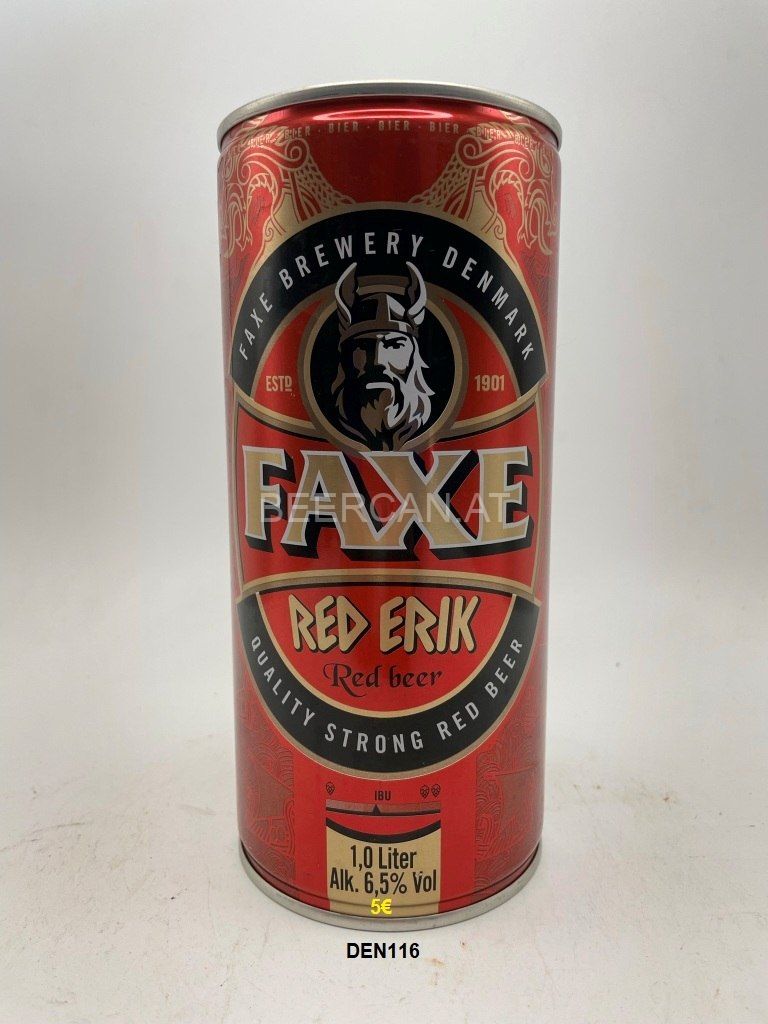 BIER · BIER · BIER · BIER · BIER
FAXE BREWERY DENMARK
ESTD 1901
FAXE
BEERCAN.AT
RED ERIK
Red beer
QUALITY STRONG RED BEER
IBU
1,0 Liter
Alk. 6,5% Vol
5€
DEN116